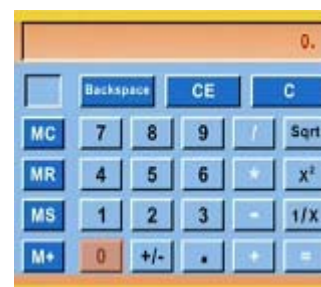 0.
Backspace CE C
MC 7 8 9 / Sqrt
MR 4 5 6 * X²
MS 1 2 3 - 1/X
M+ 0 +/- . + =